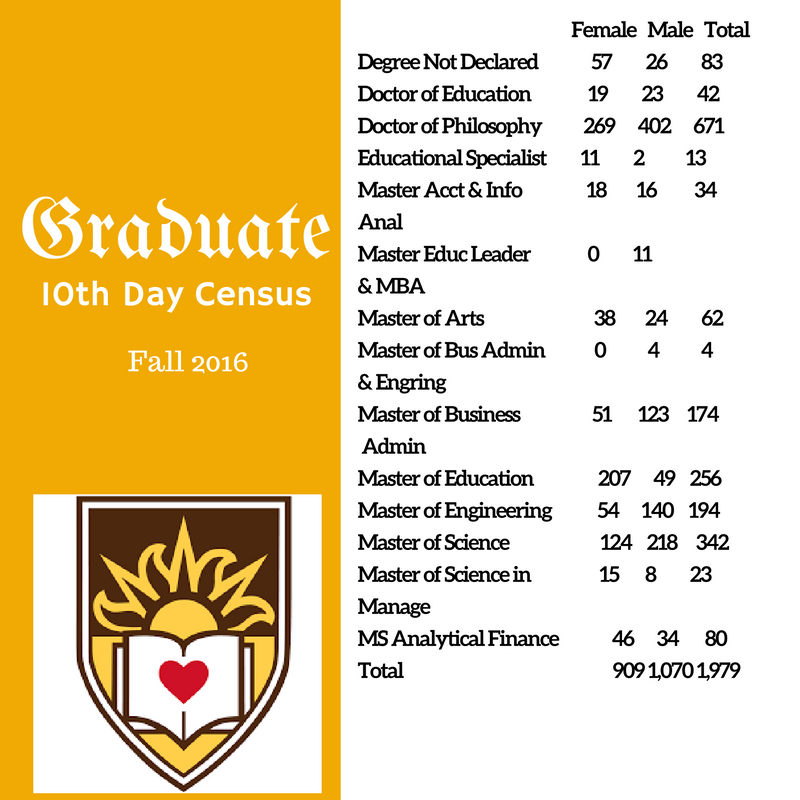 Graduate
10th Day Census
Fall 2016
Female Male Total
Degree Not Declared 57 26 83
Doctor of Education 19 23 42
Doctor of Philosophy 269 402 671
Educational Specialist 11 2 13
Master Acct & Info 18 16 34
Anal
Master Educ Leader 0 11
& MBA
Master of Arts 38 24 62
Master of Bus Admin 0 4 4
& Engring
Master of Business 51 123 174
Admin
Master of Education 207 49 256
Master of Engineering 54 140 194
Master of Science 124 218 342
Master of Science in 15 8 23
Manage
MS Analytical Finance 46 34 80
Total 909 1,070 1,979